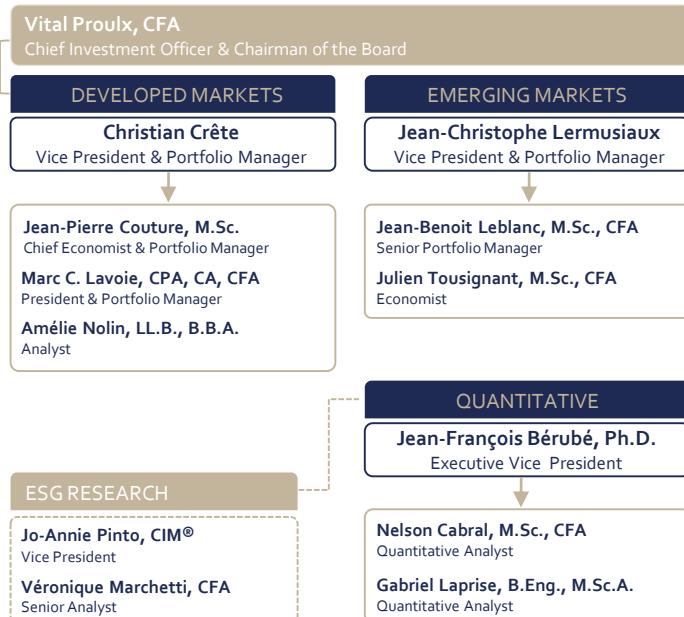 Vital Proulx, CFA
Chief Investment Officer & Chairman of the Board
DEVELOPED MARKETS
Christian Crête
Vice President & Portfolio Manager
Jean-Pierre Couture, M.Sc.
Chief Economist & Portfolio Manager
Marc C. Lavoie, CPA, CA, CFA
President & Portfolio Manager
Amélie Nolin, LL.B., B.B.A.
Analyst
EMERGING MARKETS
Jean-Christophe Lermusiaux
Vice President & Portfolio Manager
Jean-Benoit Leblanc, M.Sc., CFA
Senior Portfolio Manager
Julien Tousignant, M.Sc., CFA
Economist
QUANTITATIVE
Jean-François Bérubé, Ph.D.
Executive Vice President
Nelson Cabral, M.Sc., CFA
Quantitative Analyst
Gabriel Laprise, B.Eng., M.Sc.A.
Quantitative Analyst
ESG RESEARCH
Jo-Annie Pinto, CIM®
Vice President
Véronique Marchetti, CFA
Senior Analyst